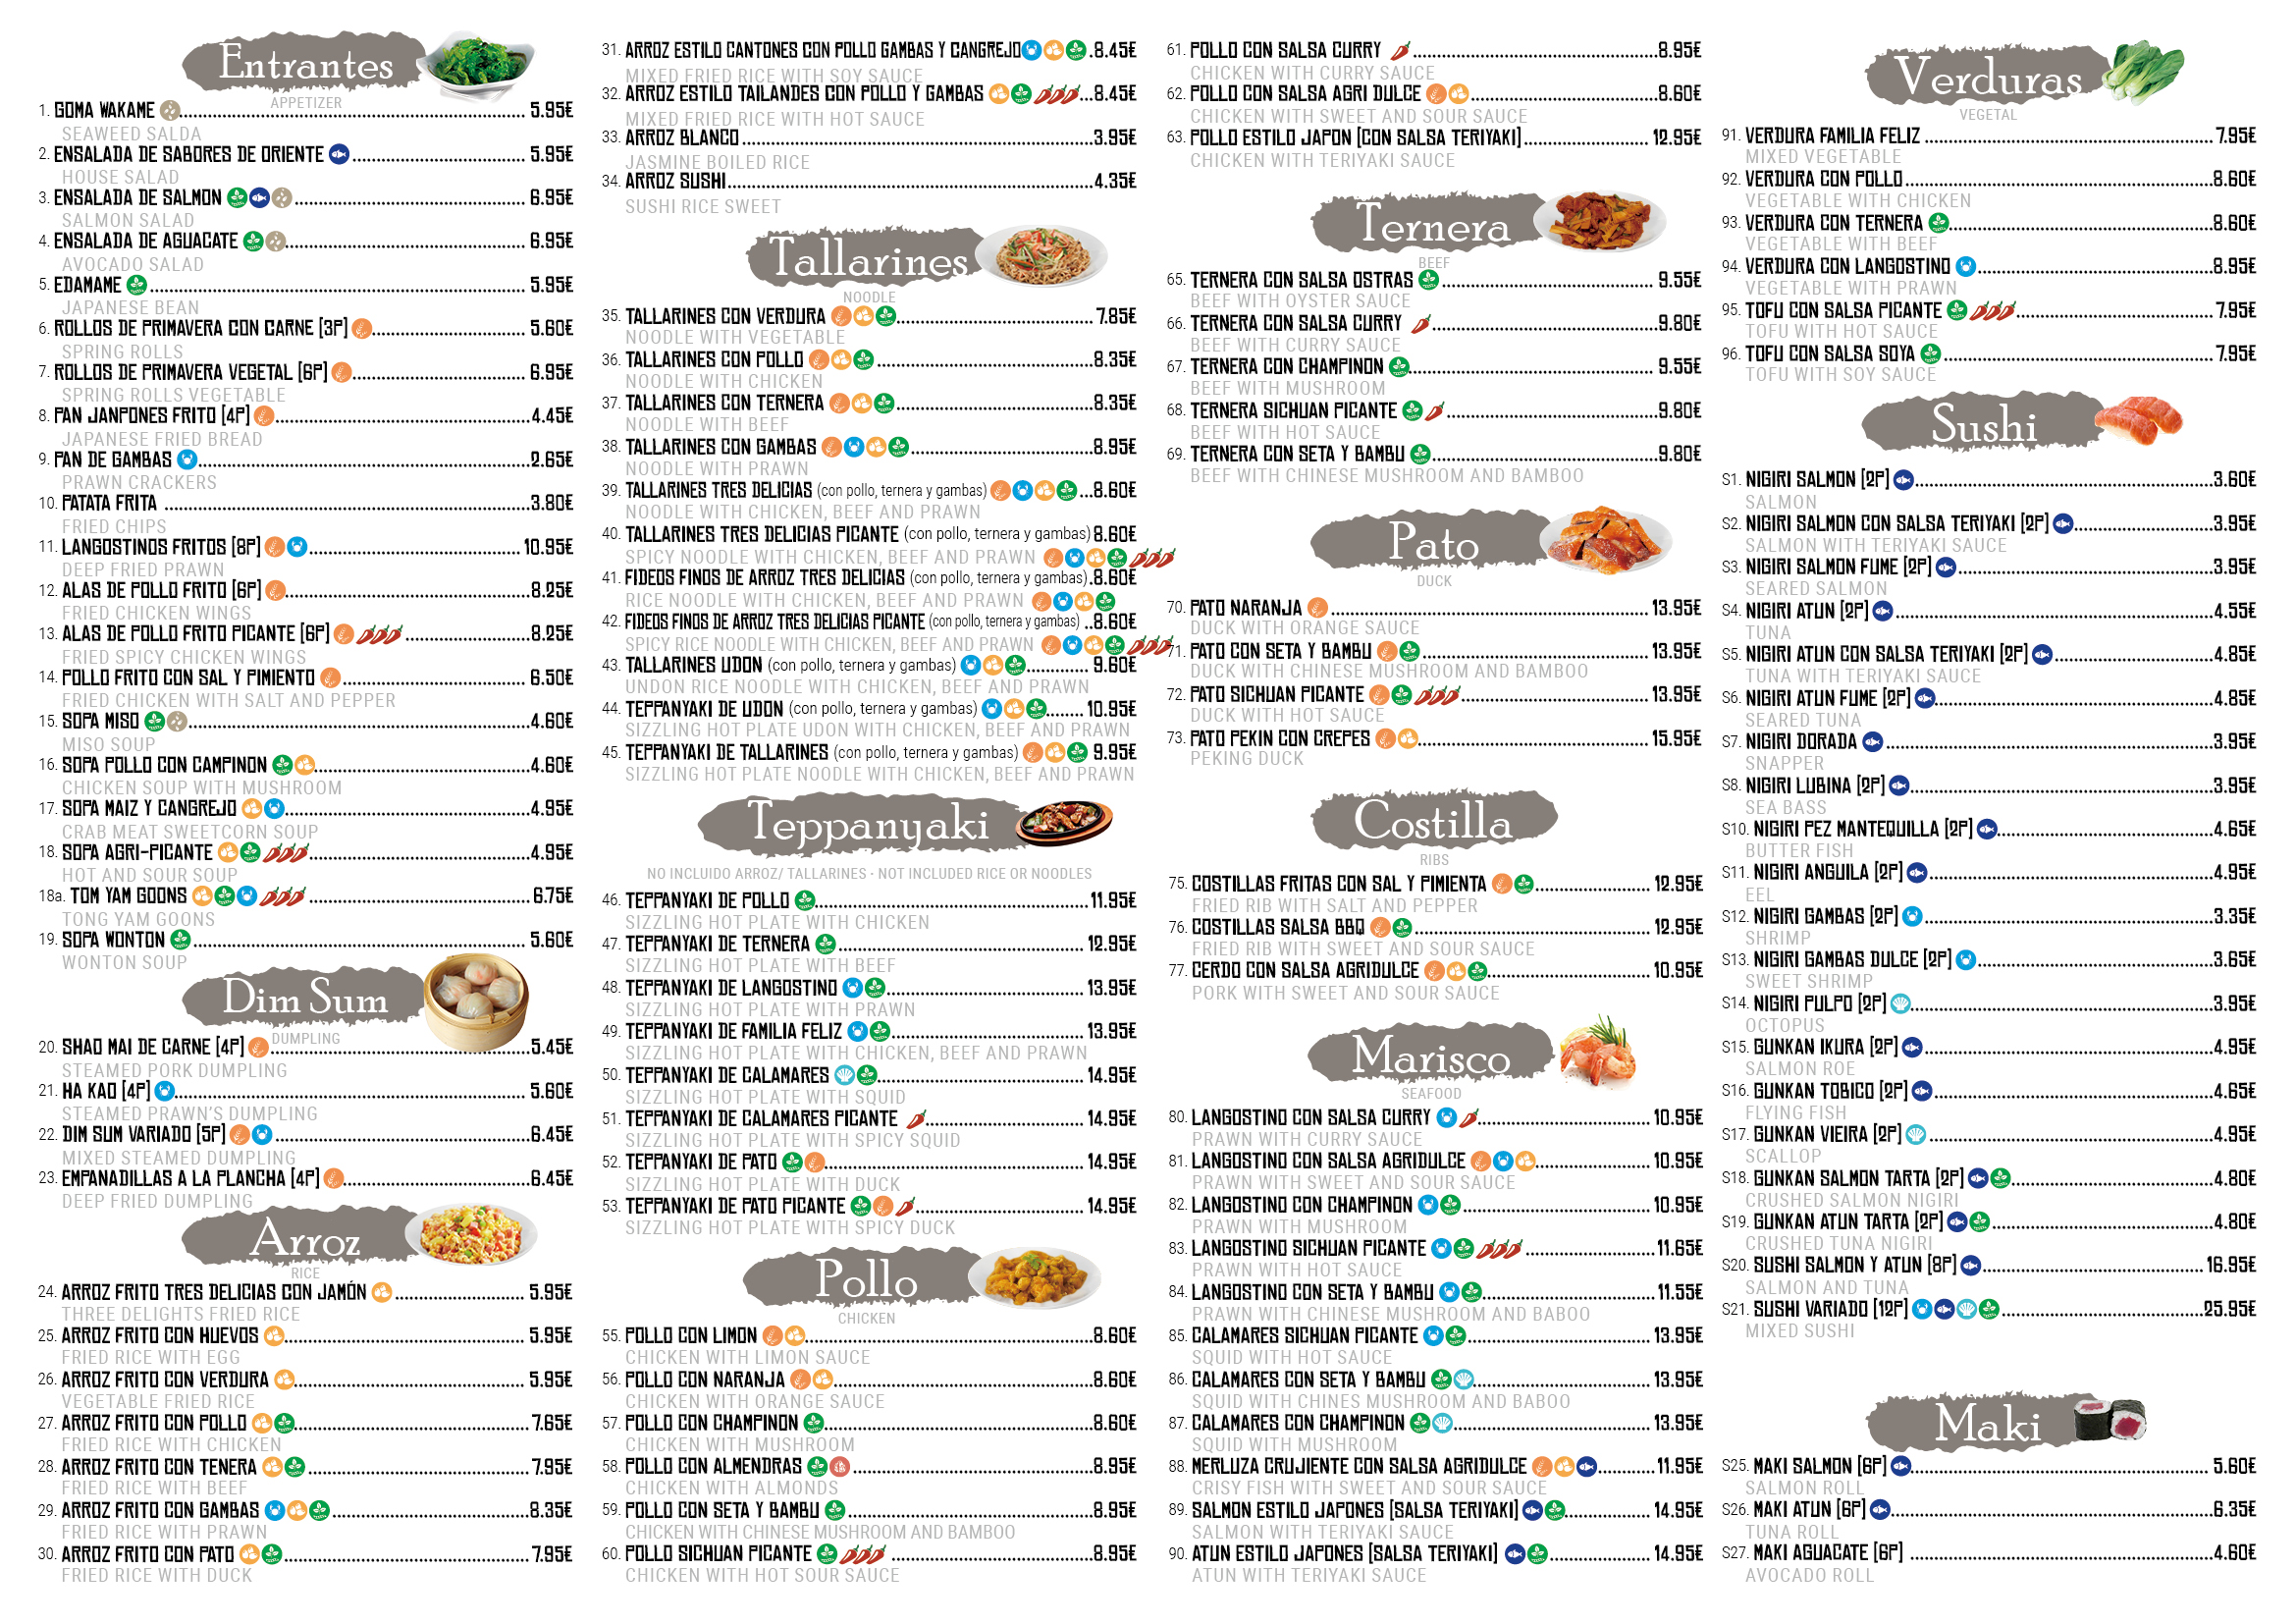 Entrantes
APPETIZER
1. GOMA WAKAME 5.95€
SEAWEED SALDA
2. ENSALADA DE SABORES DE ORIENTE 5.95€
HOUSE SALAD
3. ENSALADA DE SALMON 6.95€
SALMON SALAD
4. ENSALADA DE AGUACATE 6.95€
AVOCADO SALAD
5. EDAMAME 5.95€
JAPANESE BEAN
6. ROLLOS DE PRIMAVERA CON CARNE [3P] 5.60€
SPRING ROLLS
7. ROLLOS DE PRIMAVERA VEGETAL [6P] 6.95€
SPRING ROLLS VEGETABLE
8. PAN JANPONES FRITO [4P] 4.45€
JAPANESE FRIED BREAD
9. PAN DE GAMBAS 2.65€
PRAWN CRACKERS
10. PATATA FRITA 3.80€
FRIED CHIPS
11. LANGOSTINOS FRITOS [8P] 10.95€
DEEP FRIED PRAWN
12. ALAS DE POLLO FRITO [6P] 8.25€
FRIED CHICKEN WINGS
13. ALAS DE POLLO FRITO PICANTE [6P] 8.25€
FRIED SPICY CHICKEN WINGS
14. POLLO FRITO CON SAL Y PIMIENTO 6.50€
FRIED CHICKEN WITH SALT AND PEPPER
15. SOPA MISO 4.60€
MISO SOUP
16. SOPA POLLO CON CAMPINON 4.60€
CHICKEN SOUP WITH MUSHROOM
17. SOPA MAIZ Y CANGREJO 4.95€
CRAB MEAT SWEETCORN SOUP
18. SOPA AGRI-PICANTE 4.95€
HOT AND SOUR SOUP
18a. TOM YAM GOONS 6.75€
TONG YAM GOONS
19. SOPA WONTON 5.60€
WONTON SOUP
Dim Sum
DUMPLING
20. SHAO MAI DE CARNE [4P] 5.45€
STEAMED PORK DUMPLING
21. HA KAO [4P] 5.60€
STEAMED PRAWN'S DUMPLING
22. DIM SUM VARIADO [5P] 6.45€
MIXED STEAMED DUMPLING
23. EMPANADILLAS A LA PLANCHA [4P] 6.45€
DEEP FRIED DUMPLING
Arroz
RICE
24. ARROZ FRITO TRES DELICIAS CON JAMÓN 5.95€
THREE DELIGHTS FRIED RICE
25. ARROZ FRITO CON HUEVOS 5.95€
FRIED RICE WITH EGG
26. ARROZ FRITO CON VERDURA 5.95€
VEGETABLE FRIED RICE
27. ARROZ FRITO CON POLLO 7.65€
FRIED RICE WITH CHICKEN
28. ARROZ FRITO CON TENERA 7.95€
FRIED RICE WITH BEEF
29. ARROZ FRITO CON GAMBAS 8.35€
FRIED RICE WITH PRAWN
30. ARROZ FRITO CON PATO 7.95€
FRIED RICE WITH DUCK
31. ARROZ ESTILO CANTONES CON POLLO GAMBAS Y CANGREJO 8.45€
MIXED FRIED RICE WITH SOY SAUCE
32. ARROZ ESTILO TAILANDES CON POLLO Y GAMBAS 8.45€
MIXED FRIED RICE WITH HOT SAUCE
33. ARROZ BLANCO 3.95€
JASMINE BOILED RICE
34. ARROZ SUSHI 4.35€
SUSHI RICE SWEET
Tallarines
NOODLE
35. TALLARINES CON VERDURA 7.85€
NOODLE WITH VEGETABLE
36. TALLARINES CON POLLO 8.35€
NOODLE WITH CHICKEN
37. TALLARINES CON TERNERA 8.35€
NOODLE WITH BEEF
38. TALLARINES CON GAMBAS 8.95€
NOODLE WITH PRAWN
39. TALLARINES TRES DELICIAS (con pollo, ternera y gambas) 8.60€
NOODLE WITH CHICKEN, BEEF AND PRAWN
40. TALLARINES TRES DELICIAS PICANTE (con pollo, ternera y gambas) 8.60€
SPICY NOODLE WITH CHICKEN, BEEF AND PRAWN
41. FIDEOS FINOS DE ARROZ TRES DELICIAS (con pollo, ternera y gambas) 8.60€
RICE NOODLE WITH CHICKEN, BEEF AND PRAWN
42. FIDEOS FINOS DE ARROZ TRES DELICIAS PICANTE (con pollo, ternera y gambas) 8.60€
SPICY RICE NOODLE WITH CHICKEN, BEEF AND PRAWN
43. TALLARINES UDON (con pollo, ternera y gambas) 9.60€
UNDON RICE NOODLE WITH CHICKEN, BEEF AND PRAWN
44. TEPPANYAKI DE UDON (con pollo, ternera y gambas) 10.95€
SIZZLING HOT PLATE UDON WITH CHICKEN, BEEF AND PRAWN
45. TEPPANYAKI DE TALLARINES (con pollo, ternera y gambas) 9.95€
SIZZLING HOT PLATE NOODLE WITH CHICKEN, BEEF AND PRAWN
Teppanyaki
NO INCLUIDO ARROZ/ TALLARINES - NOT INCLUDED RICE OR NOODLES
46. TEPPANYAKI DE POLLO 11.95€
SIZZLING HOT PLATE WITH CHICKEN
47. TEPPANYAKI DE TERNERA 12.95€
SIZZLING HOT PLATE WITH BEEF
48. TEPPANYAKI DE LANGOSTINO 13.95€
SIZZLING HOT PLATE WITH PRAWN
49. TEPPANYAKI DE FAMILIA FELIZ 13.95€
SIZZLING HOT PLATE WITH CHICKEN, BEEF AND PRAWN
50. TEPPANYAKI DE CALAMARES 14.95€
SIZZLING HOT PLATE WITH SQUID
51. TEPPANYAKI DE CALAMARES PICANTE 14.95€
SIZZLING HOT PLATE WITH SPICY SQUID
52. TEPPANYAKI DE PATO 14.95€
SIZZLING HOT PLATE WITH DUCK
53. TEPPANYAKI DE PATO PICANTE 14.95€
SIZZLING HOT PLATE WITH SPICY DUCK
Pollo
CHICKEN
55. POLLO CON LIMON 8.60€
CHICKEN WITH LIMON SAUCE
56. POLLO CON NARANJA 8.60€
CHICKEN WITH ORANGE SAUCE
57. POLLO CON CHAMPINON 8.60€
CHICKEN WITH MUSHROOM
58. POLLO CON ALMENDRAS 8.95€
CHICKEN WITH ALMONDS
59. POLLO CON SETA Y BAMBU 8.95€
CHICKEN WITH CHINESE MUSHROOM AND BAMBOO
60. POLLO SICHUAN PICANTE 8.95€
CHICKEN WITH HOT SOUR SAUCE
61. POLLO CON SALSA CURRY 8.95€
CHICKEN WITH CURRY SAUCE
62. POLLO CON SALSA AGRI DULCE 8.60€
CHICKEN WITH SWEET AND SOUR SAUCE
63. POLLO ESTILO JAPON [CON SALSA TERIYAKI] 12.95€
CHICKEN WITH TERIYAKI SAUCE
Ternera
BEEF
65. TERNERA CON SALSA OSTRAS 9.55€
BEEF WITH OYSTER SAUCE
66. TERNERA CON SALSA CURRY 9.80€
BEEF WITH CURRY SAUCE
67. TERNERA CON CHAMPINON 9.55€
BEEF WITH MUSHROOM
68. TERNERA SICHUAN PICANTE 9.80€
BEEF WITH HOT SAUCE
69. TERNERA CON SETA Y BAMBU 9.80€
BEEF WITH CHINESE MUSHROOM AND BAMBOO
Pato
DUCK
70. PATO NARANJA 13.95€
DUCK WITH ORANGE SAUCE
71. PATO CON SETA Y BAMBU 13.95€
DUCK WITH CHINESE MUSHROOM AND BAMBOO
72. PATO SICHUAN PICANTE 13.95€
DUCK WITH HOT SAUCE
73. PATO PEKIN CON CREPES 15.95€
PEKING DUCK
Costilla
RIBS
75. COSTILLAS FRITAS CON SAL Y PIMIENTA 12.95€
FRIED RIB WITH SALT AND PEPPER
76. COSTILLAS SALSA BBQ 12.95€
FRIED RIB WITH SWEET AND SOUR SAUCE
77. CERDO CON SALSA AGRIDULCE 10.95€
PORK WITH SWEET AND SOUR SAUCE
Marisco
SEAFOOD
80. LANGOSTINO CON SALSA CURRY 10.95€
PRAWN WITH CURRY SAUCE
81. LANGOSTINO CON SALSA AGRIDULCE 10.95€
PRAWN WITH SWEET AND SOUR SAUCE
82. LANGOSTINO CON CHAMPINON 10.95€
PRAWN WITH MUSHROOM
83. LANGOSTINO SICHUAN PICANTE 11.65€
PRAWN WITH HOT SAUCE
84. LANGOSTINO CON SETA Y BAMBU 11.55€
PRAWN WITH CHINESE MUSHROOM AND BABOO
85. CALAMARES SICHUAN PICANTE 13.95€
SQUID WITH HOT SAUCE
86. CALAMARES CON SETA Y BAMBU 13.95€
SQUID WITH CHINES MUSHROOM AND BABOO
87. CALAMARES CON CHAMPINON 13.95€
SQUID WITH MUSHROOM
88. MERLUZA CRUJIENTE CON SALSA AGRIDULCE 11.95€
CRISY FISH WITH SWEET AND SOUR SAUCE
89. SALMON ESTILO JAPONES [SALSA TERIYAKI] 14.95€
SALMON WITH TERIYAKI SAUCE
90. ATUN ESTILO JAPONES [SALSA TERIYAKI] 14.95€
ATUN WITH TERIYAKI SAUCE
Verduras
VEGETAL
91. VERDURA FAMILIA FELIZ 7.95€
MIXED VEGETABLE
92. VERDURA CON POLLO 8.60€
VEGETABLE WITH CHICKEN
93. VERDURA CON TERNERA 8.60€
VEGETABLE WITH BEEF
94. VERDURA CON LANGOSTINO 8.95€
VEGETABLE WITH PRAWN
95. TOFU CON SALSA PICANTE 7.95€
TOFU WITH HOT SAUCE
96. TOFU CON SALSA SOYA 7.95€
TOFU WITH SOY SAUCE
Sushi
S1. NIGIRI SALMON [2P] 3.60€
SALMON
S2. NIGIRI SALMON CON SALSA TERIYAKI [2P] 3.95€
SALMON WITH TERIYAKI SAUCE
S3. NIGIRI SALMON FUME [2P] 3.95€
SEARED SALMON
S4. NIGIRI ATUN [2P] 4.55€
TUNA
S5. NIGIRI ATUN CON SALSA TERIYAKI [2P] 4.85€
TUNA WITH TERIYAKI SAUCE
S6. NIGIRI ATUN FUME [2P] 4.85€
SEARED TUNA
S7. NIGIRI DORADA 3.95€
SNAPPER
S8. NIGIRI LUBINA [2P] 3.95€
SEA BASS
S10. NIGIRI PEZ MANTEQUILLA [2P] 4.65€
BUTTER FISH
S11. NIGIRI ANGUILA [2P] 4.95€
EEL
S12. NIGIRI GAMBAS [2P] 3.35€
SHRIMP
S13. NIGIRI GAMBAS DULCE [2P] 3.65€
SWEET SHRIMP
S14. NIGIRI PULPO [2P] 3.95€
OCTOPUS
S15. GUNKAN IKURA [2P] 4.95€
SALMON ROE
S16. GUNKAN TOBICO [2P] 4.65€
FLYING FISH
S17. GUNKAN VIEIRA [2P] 4.95€
SCALLOP
S18. GUNKAN SALMON TARTA [2P] 4.80€
CRUSHED SALMON NIGIRI
S19. GUNKAN ATUN TARTA [2P] 4.80€
CRUSHED TUNA NIGIRI
S20. SUSHI SALMON Y ATUN [8P] 16.95€
SALMON AND TUNA
S21. SUSHI VARIADO [12P] 25.95€
MIXED SUSHI
Maki
S25. MAKI SALMON [6P] 5.60€
SALMON ROLL
S26. MAKI ATUN [6P] 6.35€
TUNA ROLL
S27. MAKI AGUACATE [6P] 4.60€
AVOCADO ROLL